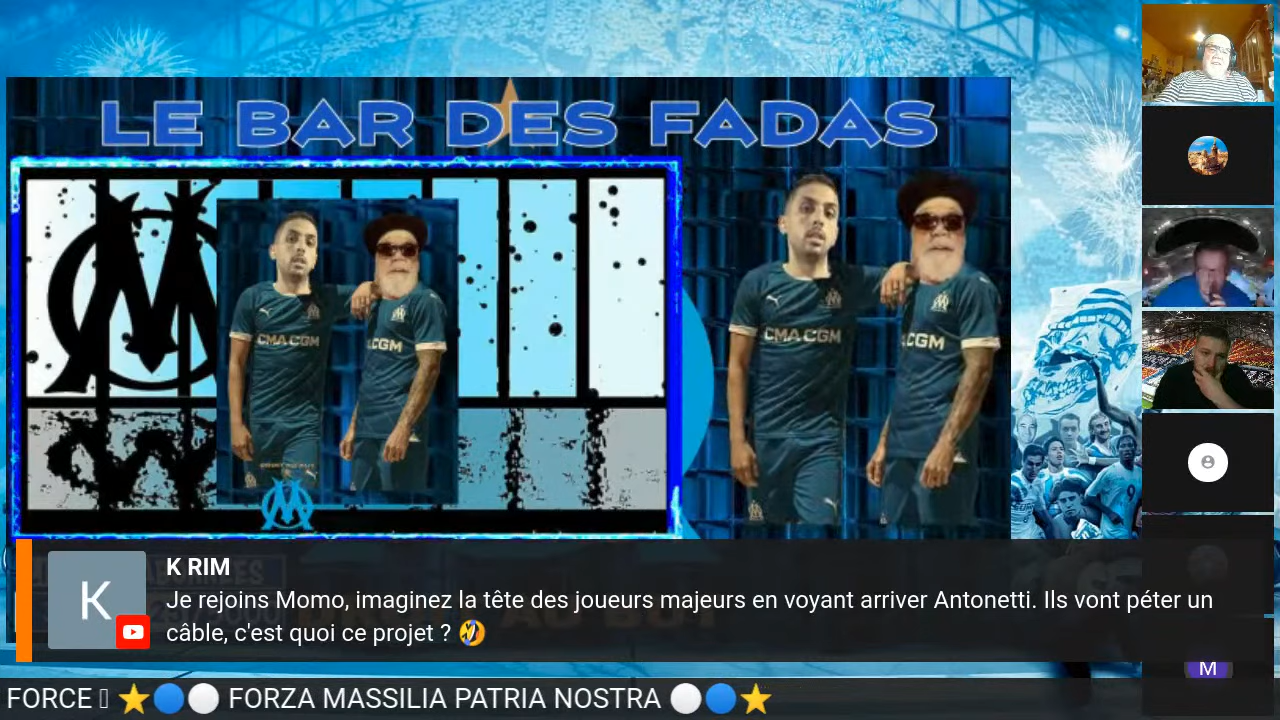 LE BAR DES FADAS
CMA CGM
CGM
CMA CGM
CGM
K
K RIM
Je rejoins Momo, imaginez la tête des joueurs majeurs en voyant arriver Antonetti. Ils vont péter un
câble, c'est quoi ce projet ? 🤣
M
FORCE ⭐🔵⚪ FORZA MASSILIA PATRIA NOSTRA ⚪🔵⭐